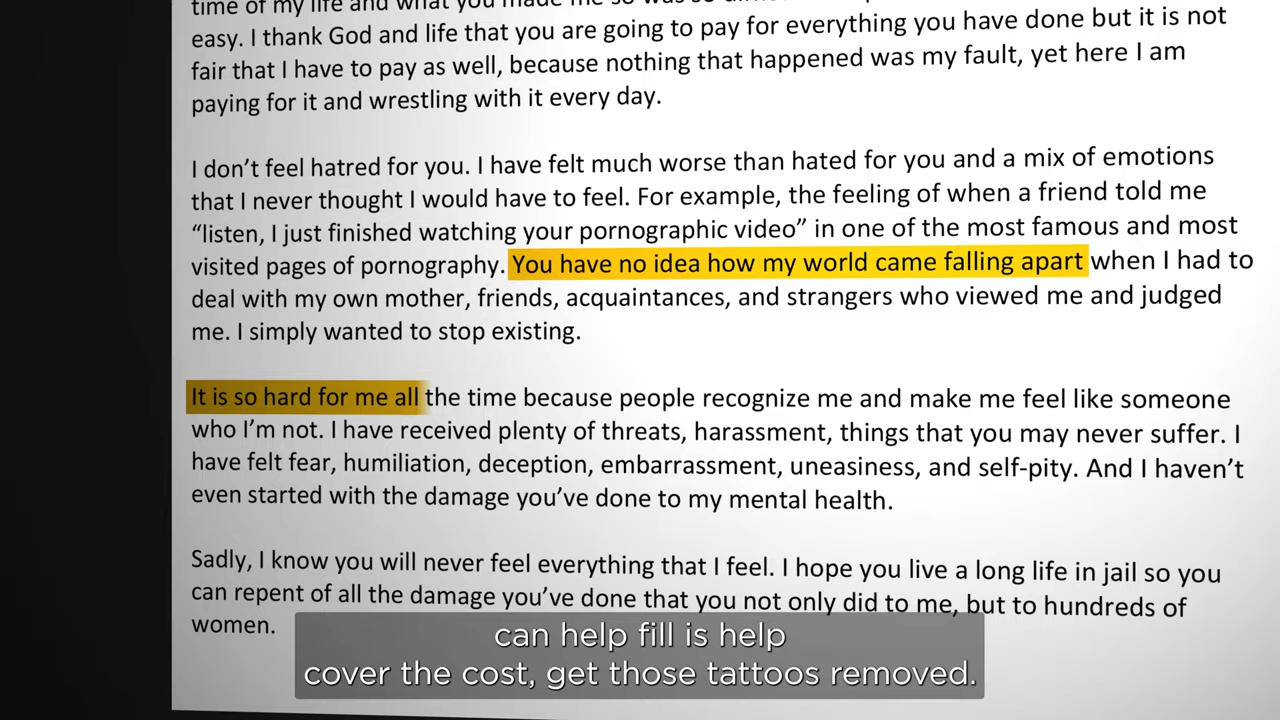 time of my life and what you made me
easy. I thank God and life that you are going to pay for everything you have done but it is not
fair that I have to pay as well, because nothing that happened was my fault, yet here I am
paying for it and wrestling with it every day.
I don’t feel hatred for you. I have felt much worse than hated for you and a mix of emotions
that I never thought I would have to feel. For example, the feeling of when a friend told me
“listen, I just finished watching your pornographic video” in one of the most famous and most
visited pages of pornography. You have no idea how my world came falling apart when I had to
deal with my own mother, friends, acquaintances, and strangers who viewed me and judged
me. I simply wanted to stop existing.
It is so hard for me all the time because people recognize me and make me feel like someone
who I’m not. I have received plenty of threats, harassment, things that you may never suffer. I
have felt fear, humiliation, deception, embarrassment, uneasiness, and self-pity. And I haven’t
even started with the damage you’ve done to my mental health.
Sadly, I know you will never feel everything that I feel. I hope you live a long life in jail so you
can repent of all the damage you’ve done that you not only did to me, but to hundreds of
women.
can help fill is help
cover the cost, get those tattoos removed.